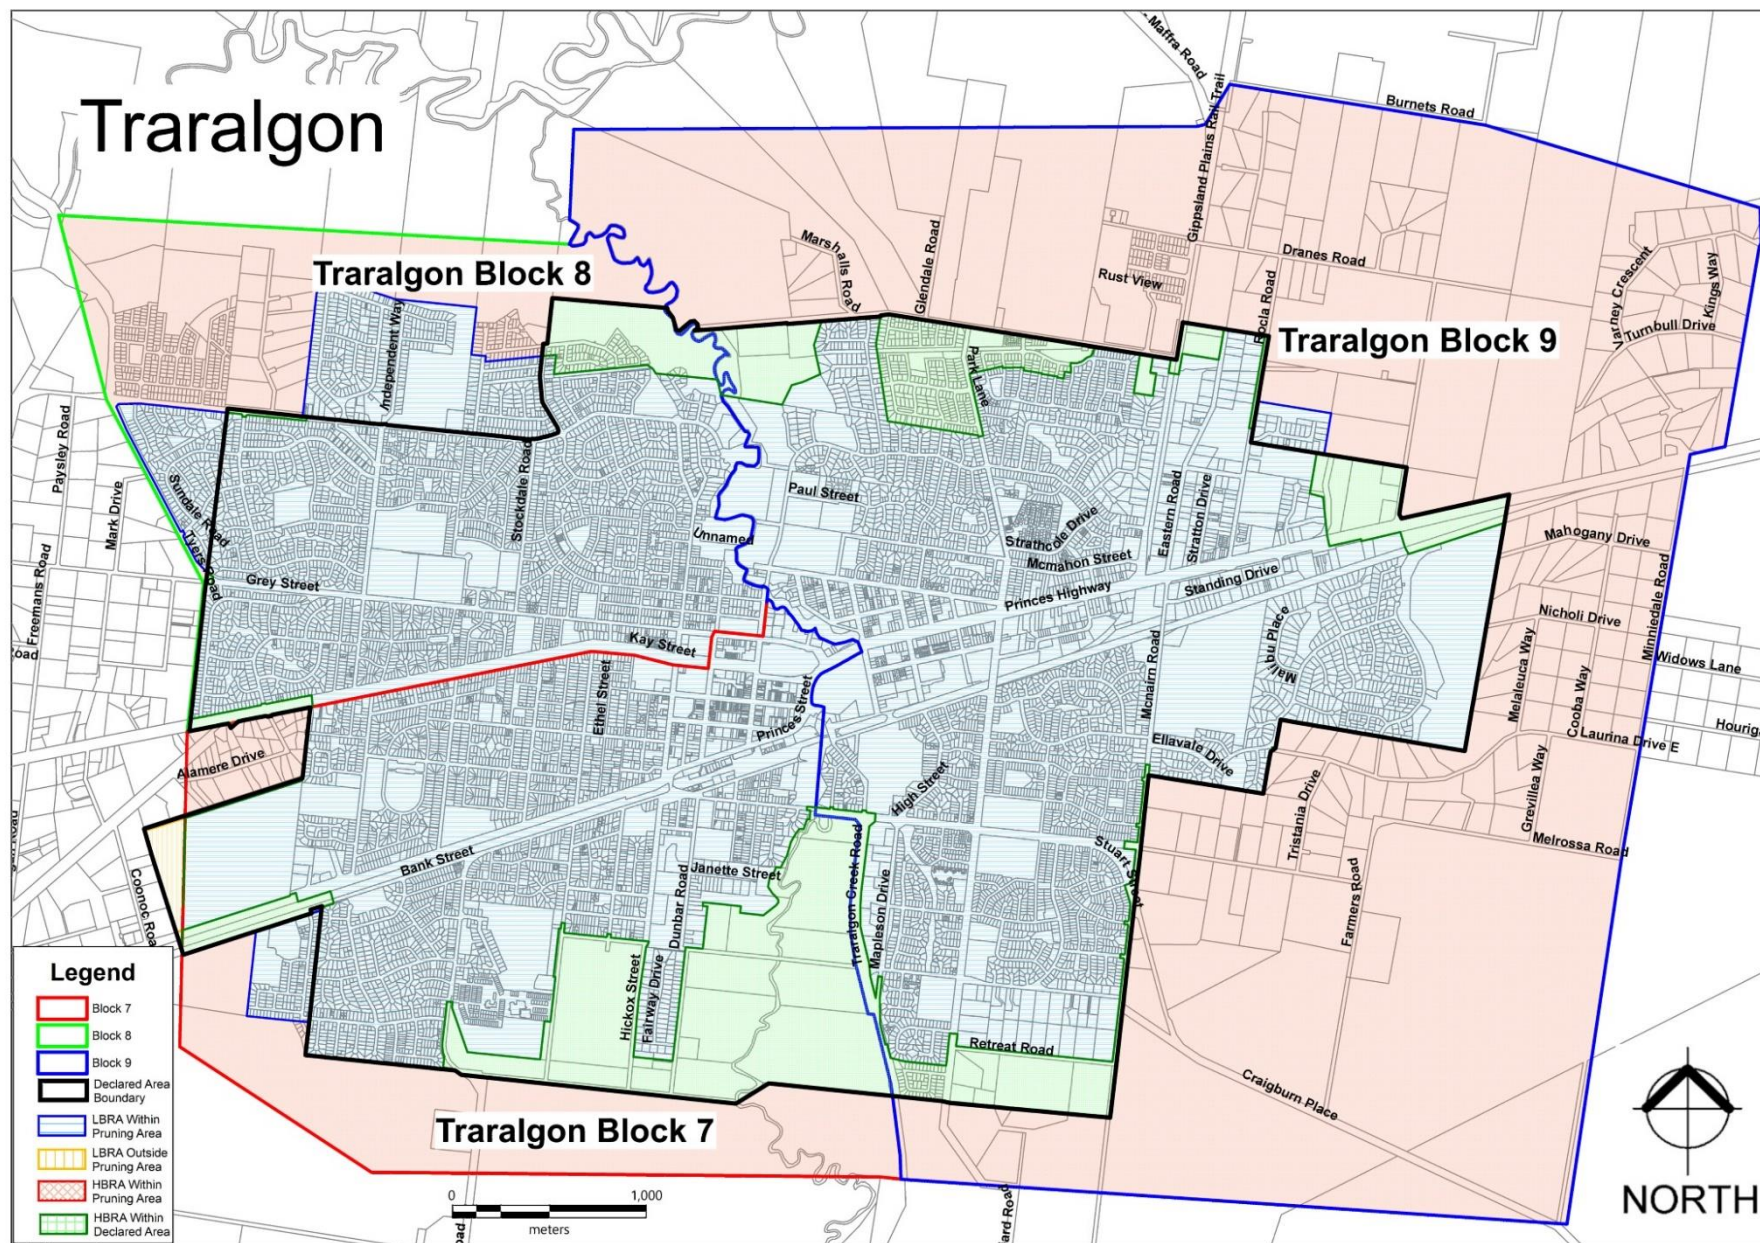 Traralgon
Maffra Road
Burnets Road
Gippsland Plains Rail Trail
Traralgon Block 8
Marshalls Road
Glendale Road
Dranes Road
Rust View
Varney Crescent
Kings Way
Turnbull Drive
Rocla Road
Traralgon Block 9
Independent Way
Park Lane
Paysley Road
Mark Drive
Sundale Road
Tyers Road
Stockdale Road
Paul Street
Unnamed
Strathcole Drive
Mcmahon Street
Eastern Road
Stratton Drive
Standing Drive
Princes Highway
Mahogany Drive
Minniedale Road
Freemans Road
Grey Street
Nicholi Drive
oad
Kay Street
Ethel Street
Mcnairn Road
Malibu Place
Melaleuca Way
Cooba Way
Widows Lane
Princes Street
Hourig
Laurina Drive E
Ellavale Drive
Alamere Drive
Grevillea Way
High Street
Tristania Drive
Melrossa Road
Bank Street
Janette Street
Stuart Street
Coonoc Road
Dunbar Road
Traralgon Creek Road
Mapleson Drive
Farmers Road
Hickox Street
Fairway Drive
Retreat Road
Craigburn Place
Traralgon Block 7
ard Road
oad
Legend
Block 7
Block 8
Block 9
Declared Area
Boundary
LBRA Within
Pruning Area
LBRA Outside
Pruning Area
HBRA Within
Pruning Area
HBRA Within
Declared Area
0 1,000
meters
NORTH